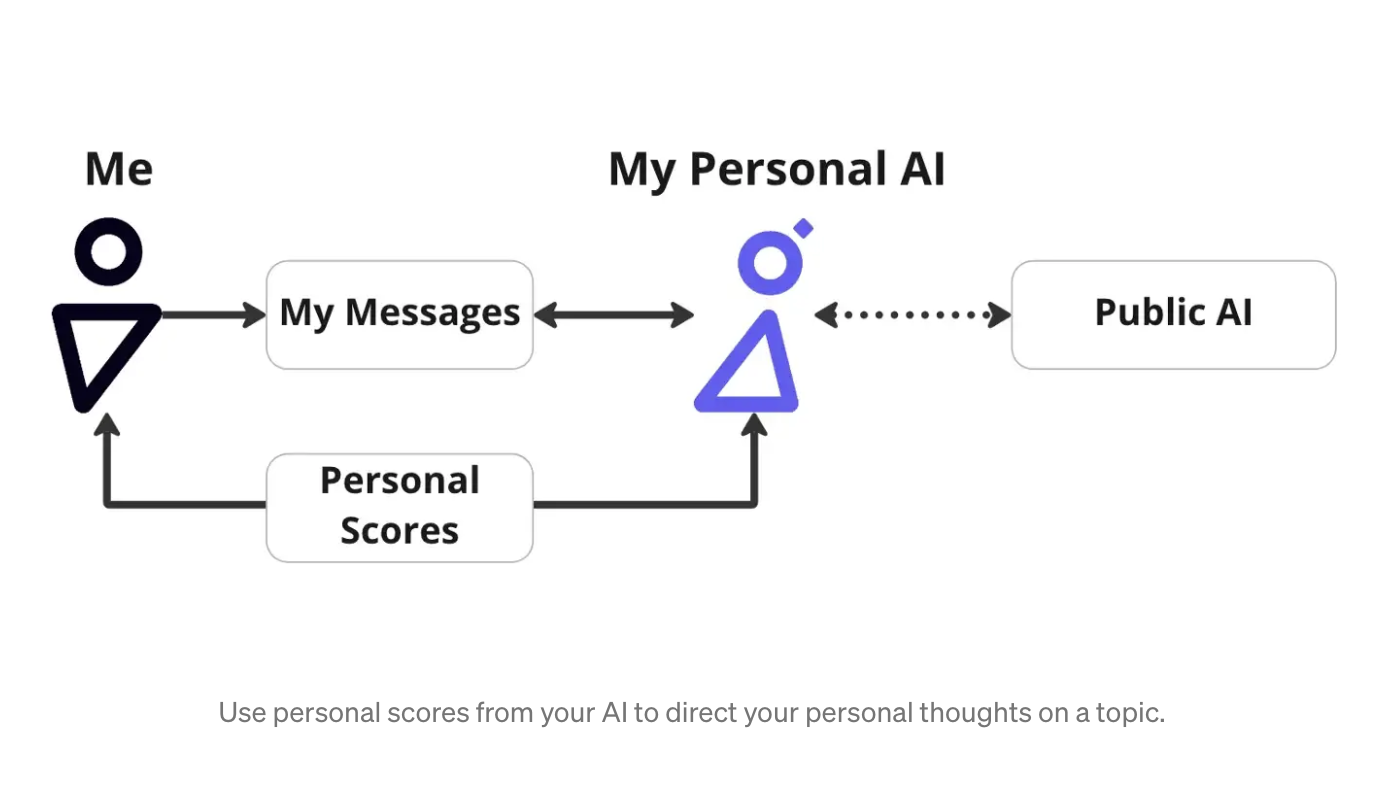 Me
My Personal AI
My Messages
Public AI
Personal
Scores
Use personal scores from your AI to direct your personal thoughts on a topic.